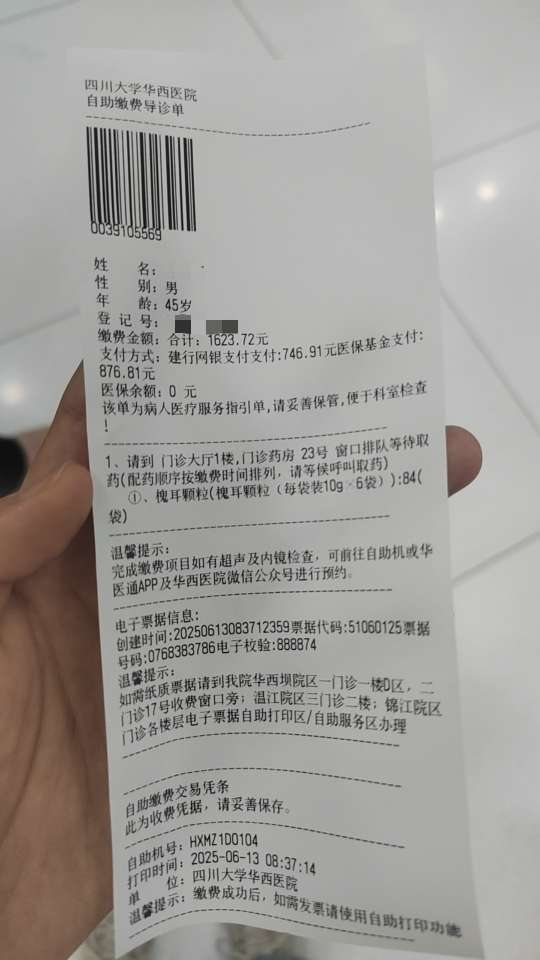 四川大学华西医院
自助缴费导诊单
0039105569
姓 名:
性 别: 男
年 龄: 45岁
登 记 号:
缴费金额: 合计: 1623.72元
支付方式: 建行网银支付支付:746.91元医保基金支付:
876.81元
医保余额: 0 元
该单为病人医疗服务指引单,请妥善保管,便于科室检查
!
1、请到 门诊大厅1楼,门诊药房 23号 窗口排队等待取
药(配药顺序按缴费时间排列, 请等候呼叫取药)
①、槐耳颗粒(槐耳颗粒（每袋装10g×6袋）):84(
袋)
温馨提示:
完成缴费项目如有超声及内镜检查, 可前往自助机或华
医通APP及华西医院微信公众号进行预约。
电子票据信息:
创建时间:20250613083712359票据代码:51060125票据
号码:0768383786电子校验:888874
温馨提示:
如需纸质票据请到我院华西坝院区一门诊一楼D区, 二
门诊17号收费窗口旁; 温江院区三门诊二楼; 锦江院区
门诊各楼层电子票据自助打印区/自助服务区办理
自助缴费交易凭条
此为收费凭据, 请妥善保存。
自助机号: HXMZ1D0104
打印时间: 2025-06-13 08:37:14
单 位: 四川大学华西医院
温馨提示: 缴费成功后, 如需发票请使用自助打印功能